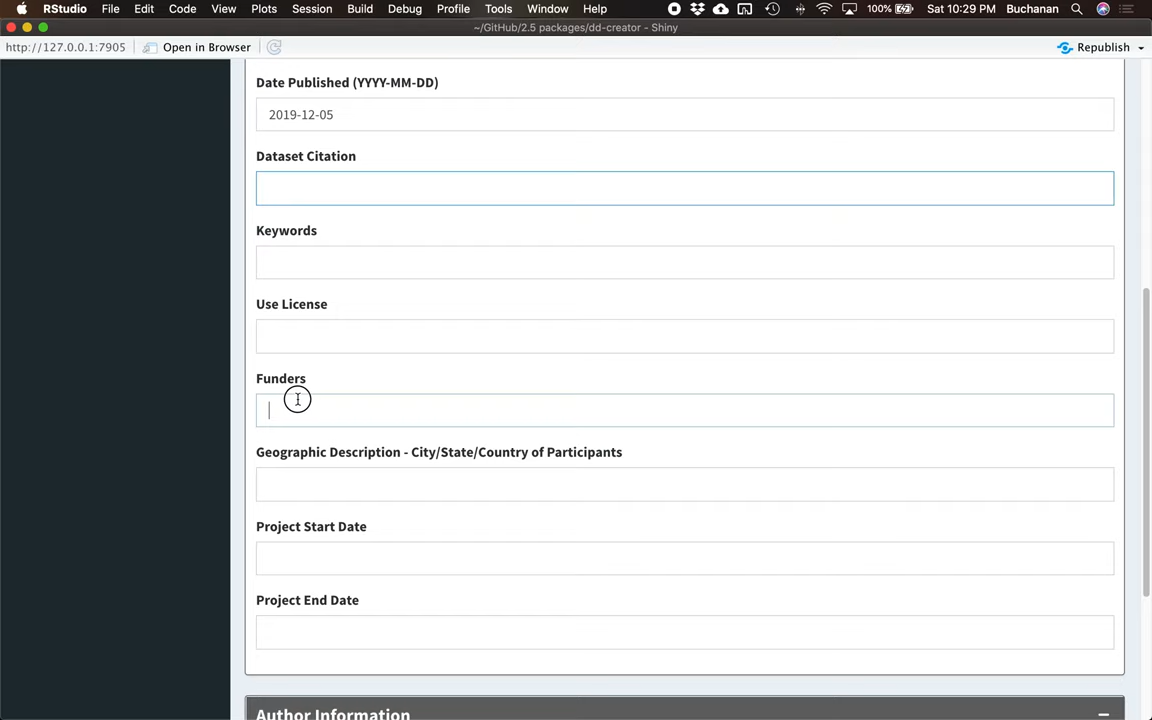 RStudio File Edit Code View Plots Session Build Debug Profile Tools Window Help 100% Sat 10:29 PM Buchanan
~/GitHub/2.5 packages/dd-creator - Shiny
http://127.0.0.1:7905 Open in Browser Republish
Date Published (YYYY-MM-DD)
2019-12-05
Dataset Citation
Keywords
Use License
Funders
Geographic Description - City/State/Country of Participants
Project Start Date
Project End Date
Author Information